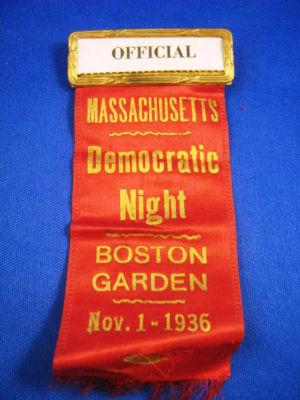 OFFICIAL
MASSACHUSETTS
Democratic
Night
BOSTON
GARDEN
Nov. 1-1936